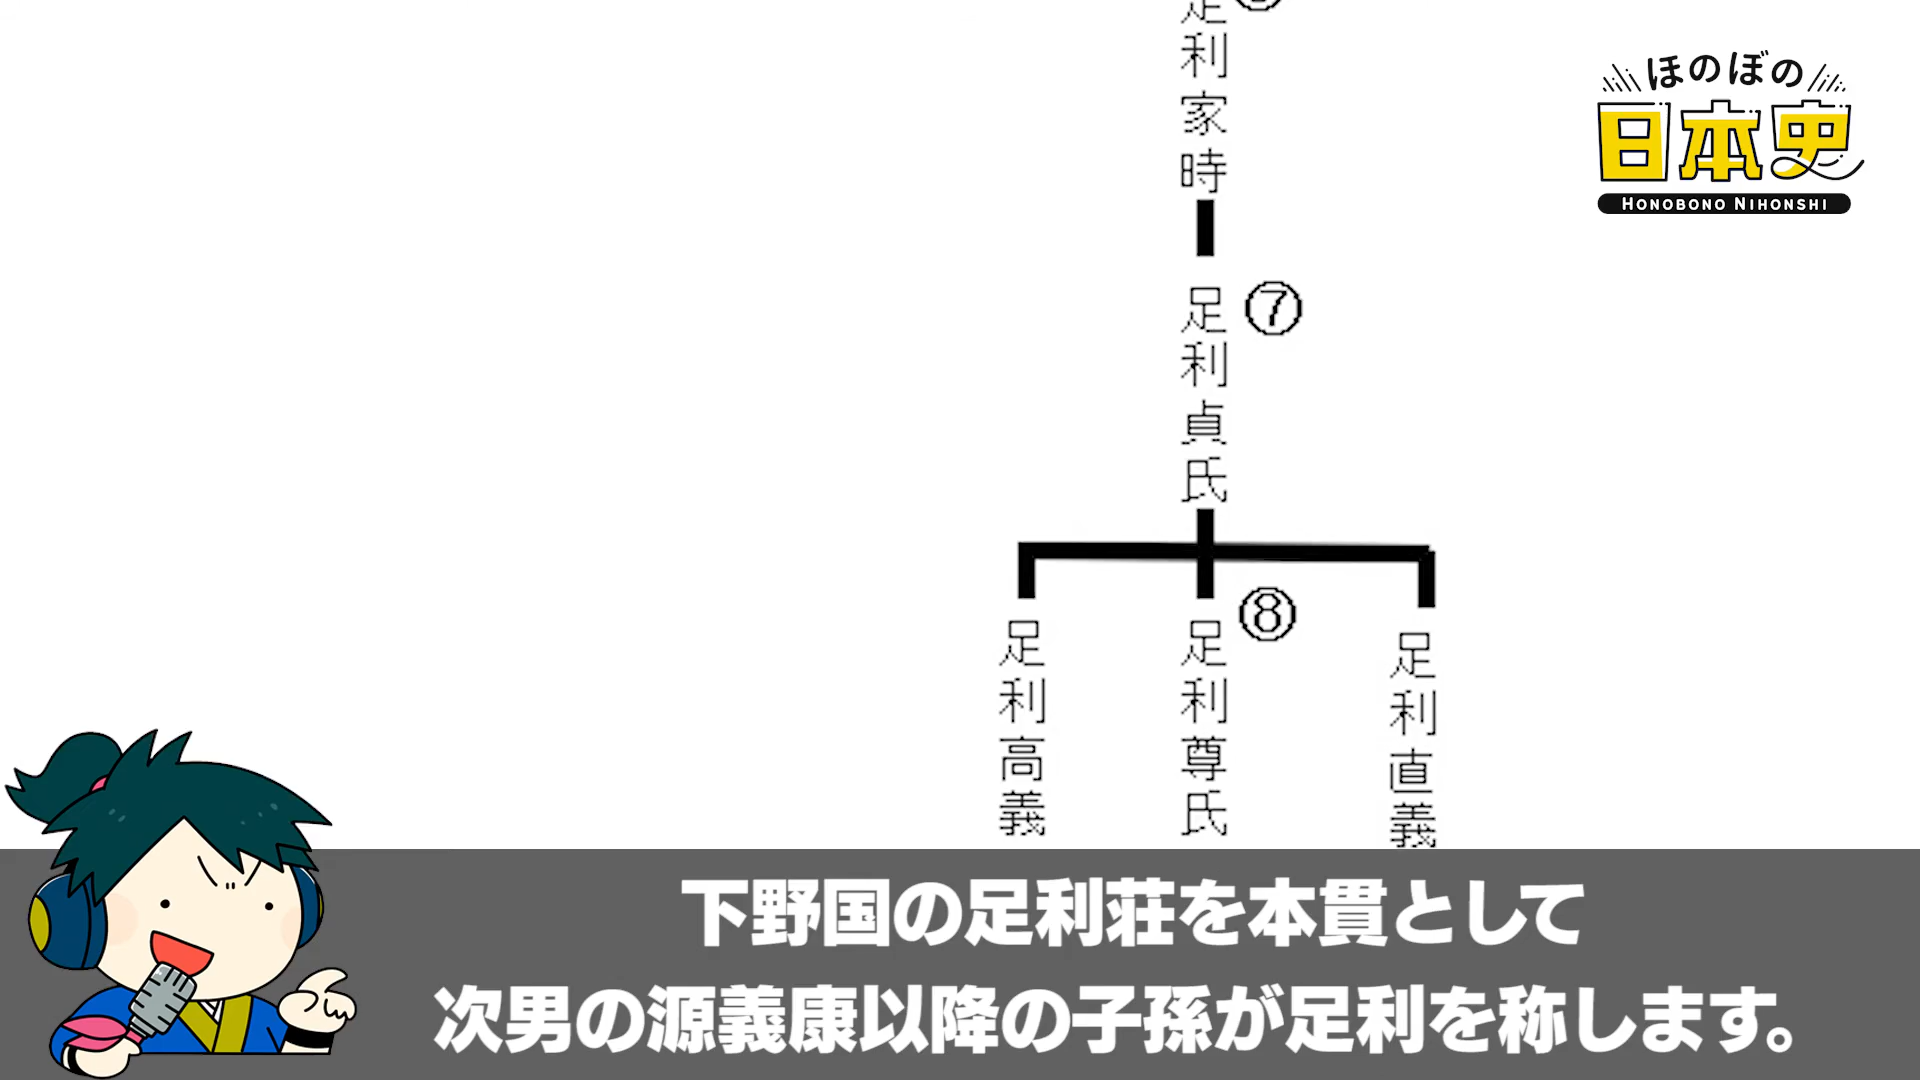 足利家時
⑦
足利貞氏
⑧
足利高義
足利尊氏
足利直義
ほのぼの
日本史
HONOBONO NIHONSHI
下野国の足利荘を本貫として
次男の源義康以降の子孫が足利を称します。